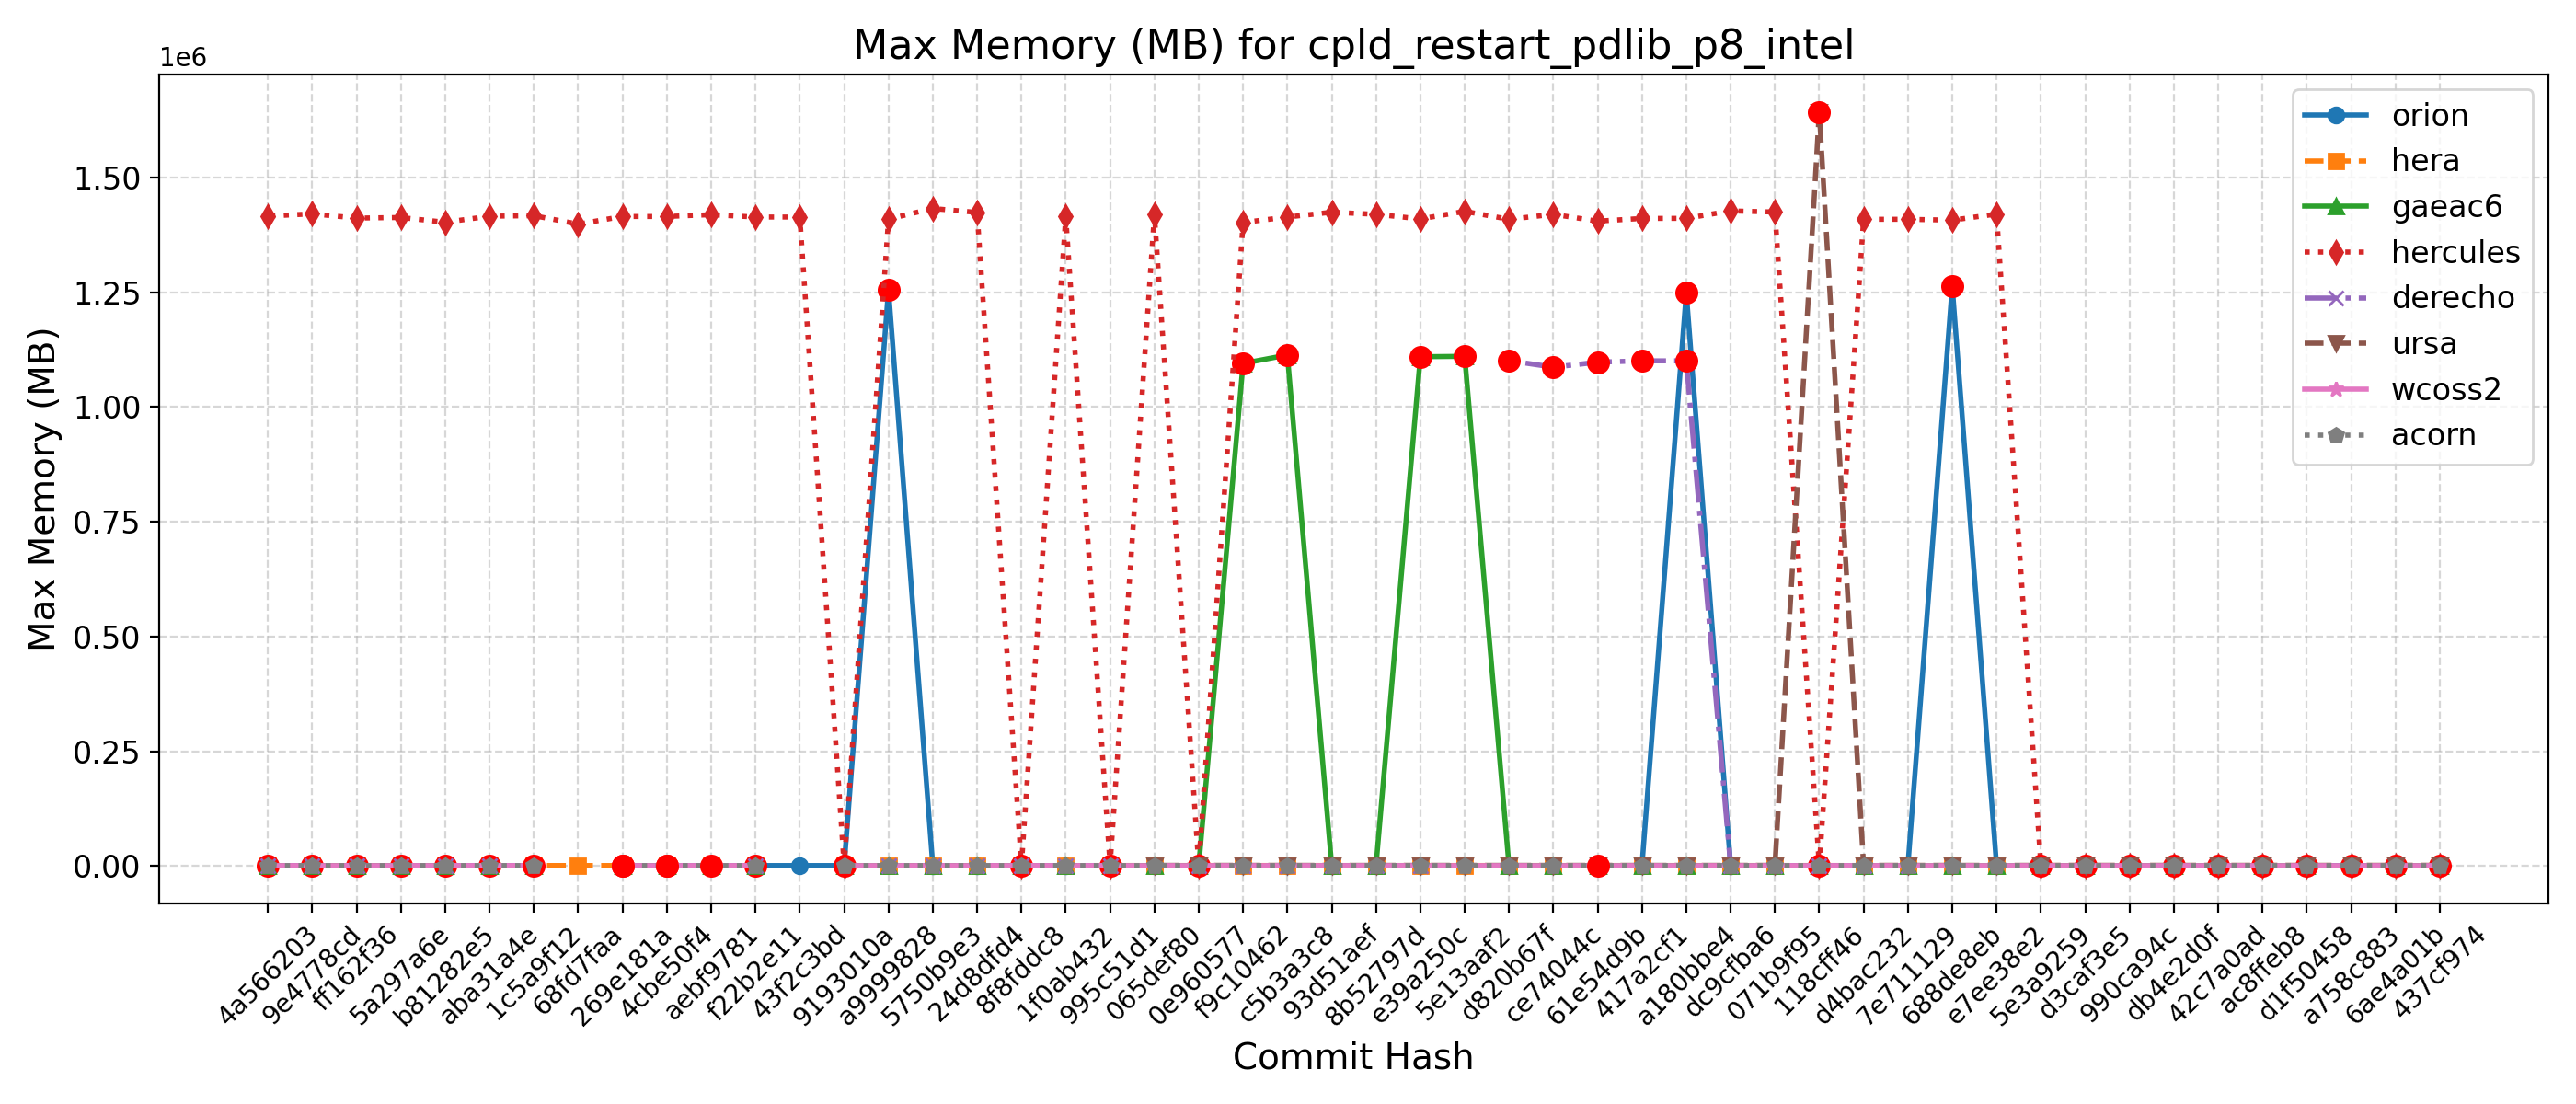 Max Memory (MB) for cpld_restart_pdlib_p8_intel
1e6
1.50
1.25
1.00
0.75
0.50
0.25
0.00
Max Memory (MB)
orion
hera
gaeac6
hercules
derecho
ursa
wcoss2
acorn
4a566203
9e4778cd
ff162f36
5a297a6e
b81282e5
aba31a4e
1c5a9f12
68fd7faa
269e181a
4cbe50f4
aebf9781
f22b2e11
43f2c3bd
9193010a
a9999828
5750b9e3
24d8dfd4
8f8fddc8
1f0ab432
995c51d1
065def80
0e960577
f9c10462
c5b3a3c8
93d51aef
8b52797d
e39a250c
5e13aaf2
d820b67f
ce74044c
61e54d9b
417a2cf1
a180bbe4
dc9cfba6
071b9f95
118cff46
d4bac232
7e711129
688de8eb
e7ee38e2
5e3a9259
d3caf3e5
990ca94c
db4e2d0f
42c7a0ad
ac8ffeb8
d1f50458
a758c883
6ae4a01b
437cf974
Commit Hash